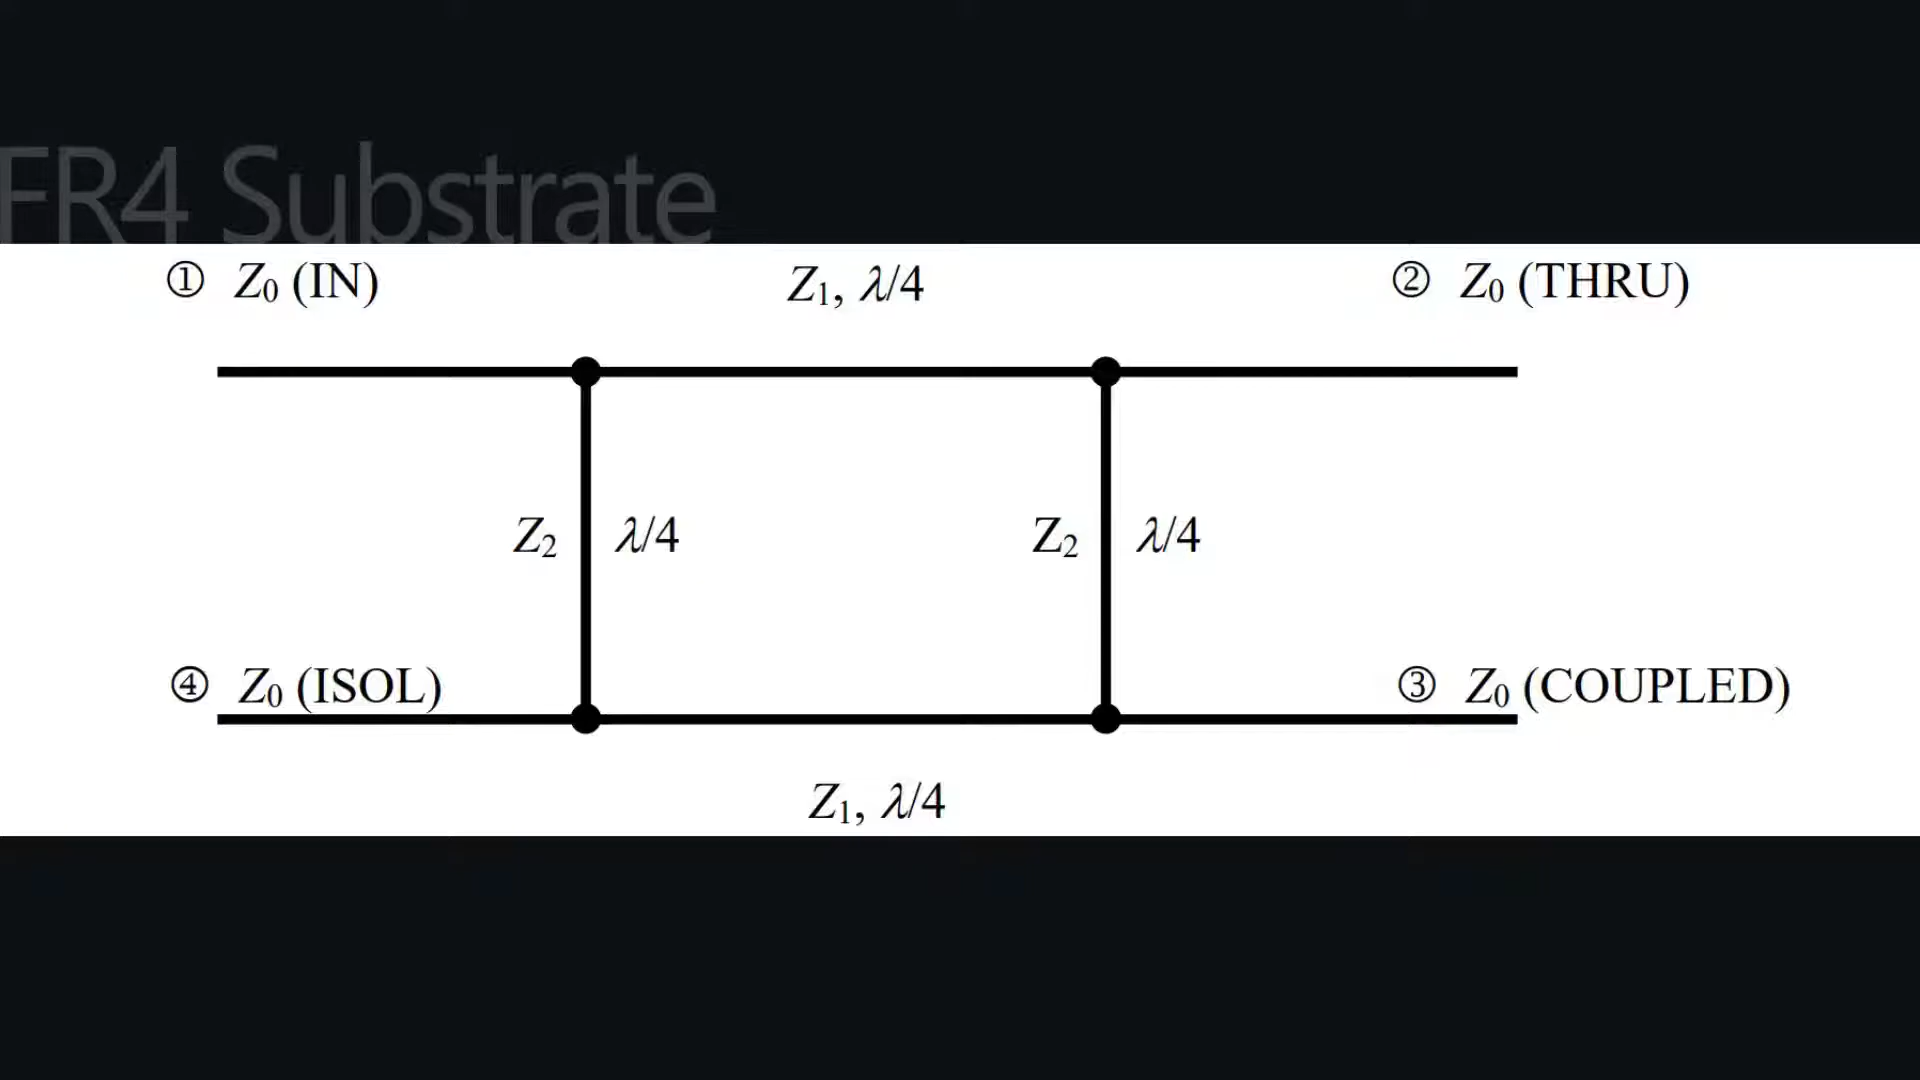 FR4 Substrate
① Z₀ (IN)
Z₁, λ/4
② Z₀ (THRU)
Z₂ λ/4
Z₂ λ/4
④ Z₀ (ISOL)
③ Z₀ (COUPLED)
Z₁, λ/4